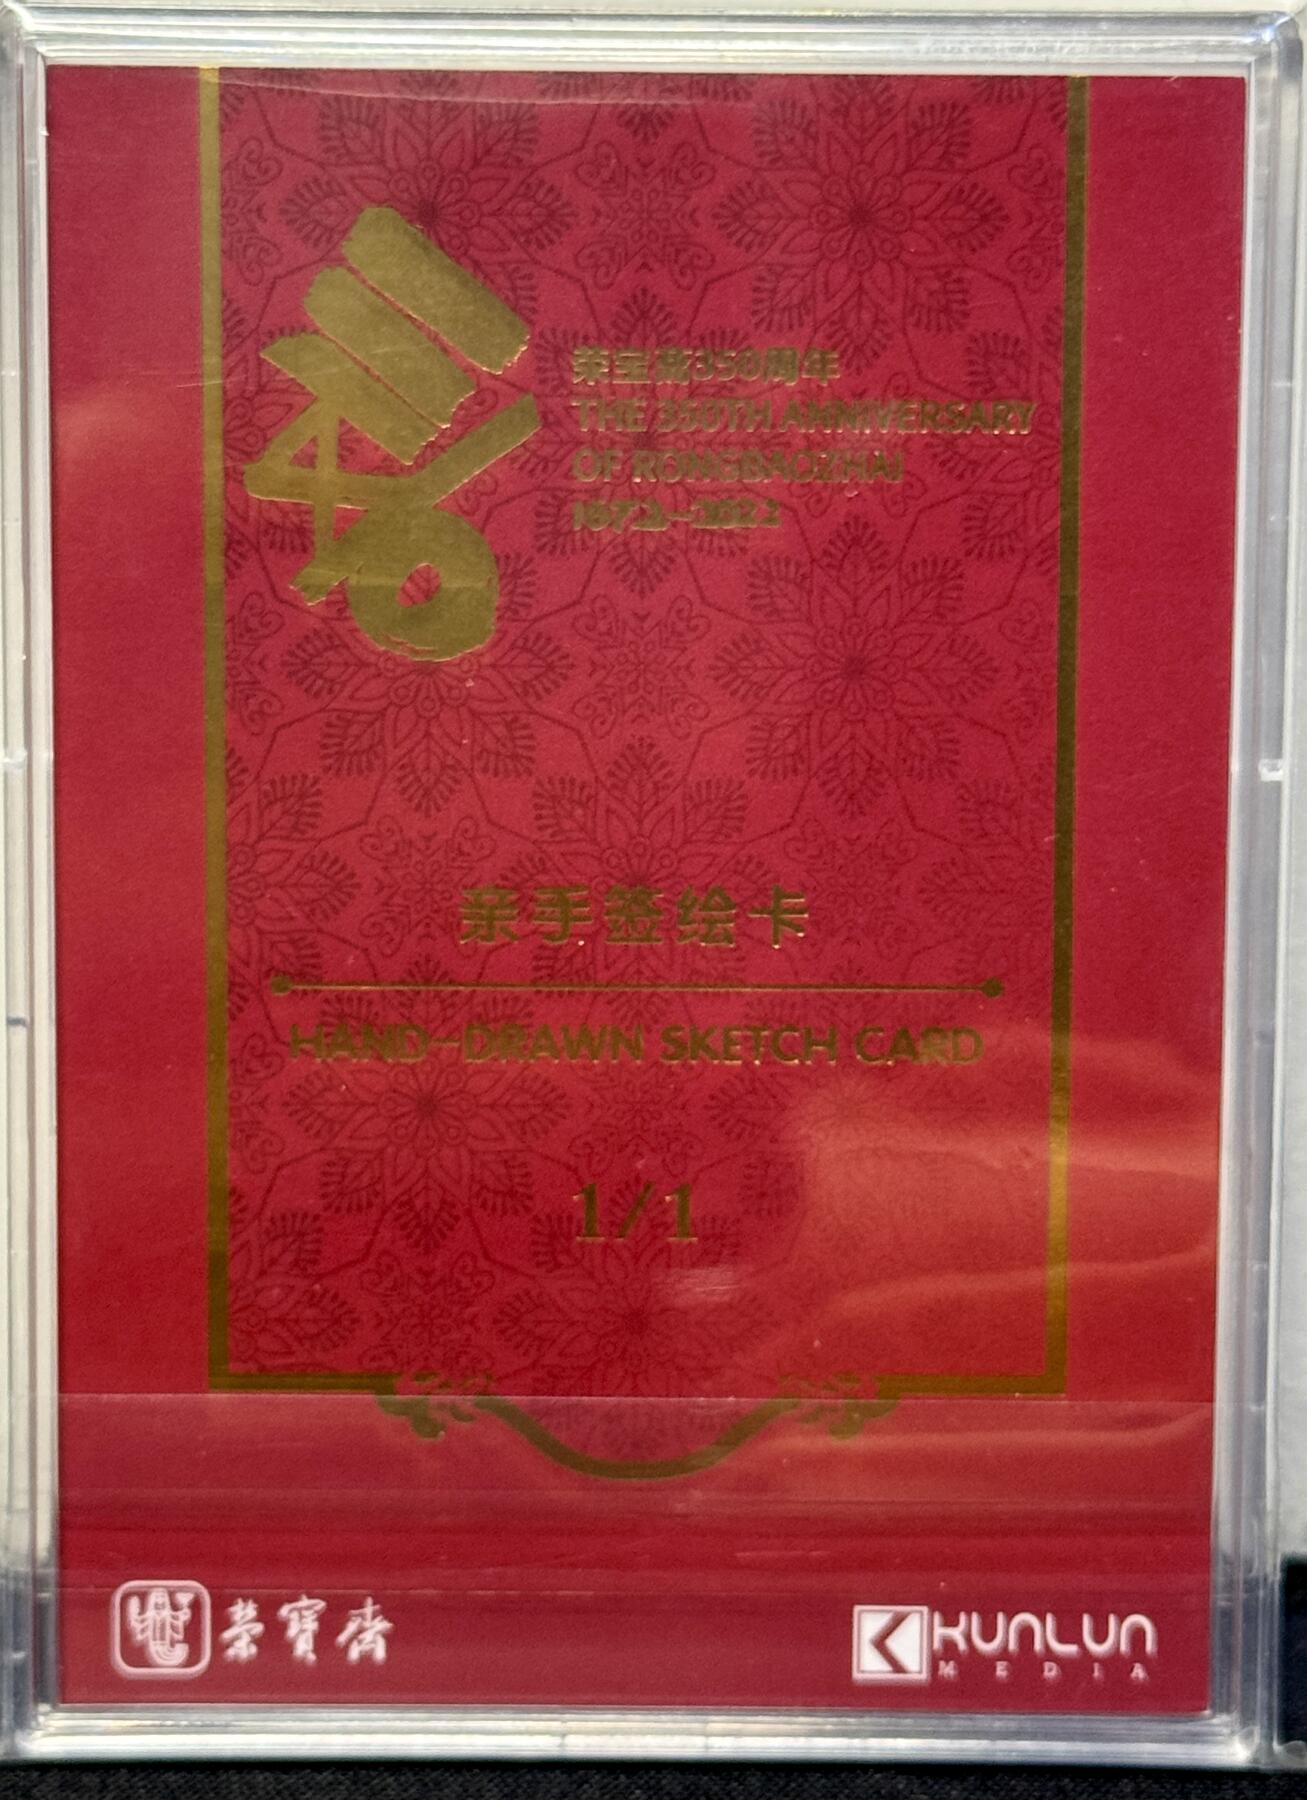 荣宝斋350周年
THE 350TH ANNIVERSARY
OF RONGBAOZHAI
1672-2022
亲手签绘卡
HAND-DRAWN SKETCH CARD
1/1
榮寶齋
KUNLUN
MEDIA